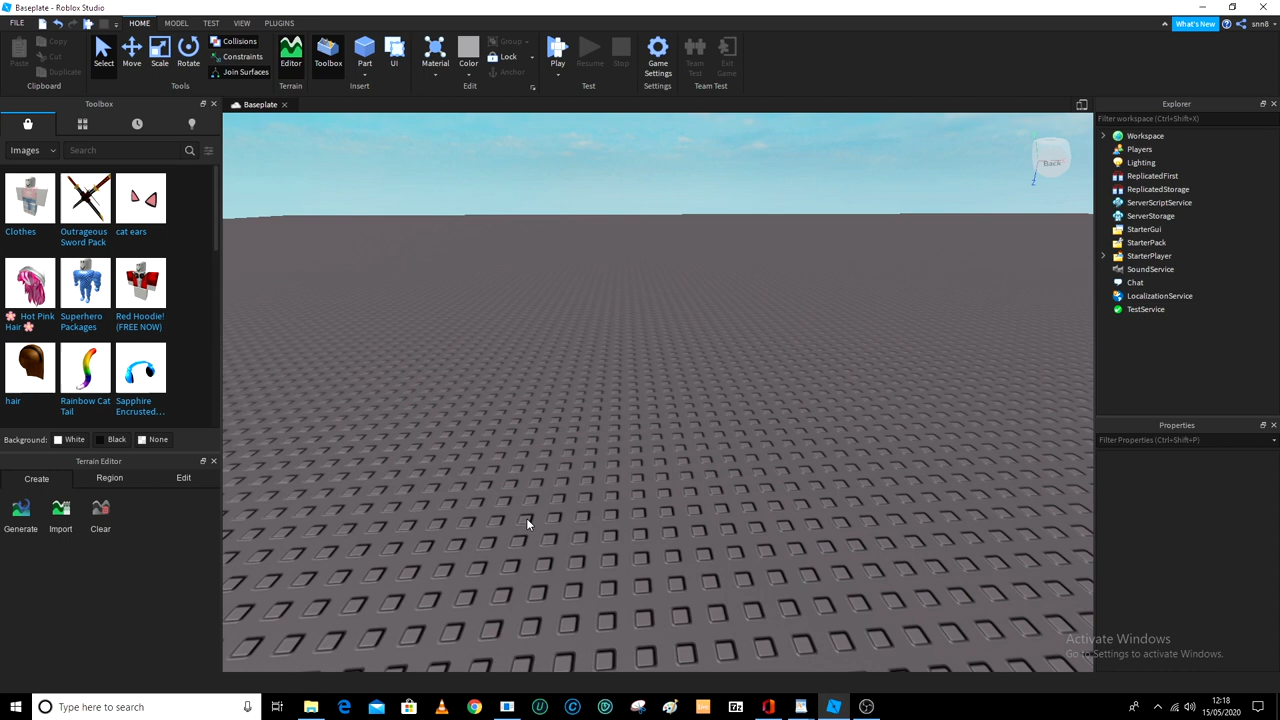 Baseplate - Roblox Studio
FILE HOME MODEL TEST VIEW PLUGINS What's New snn8
Paste Copy Cut Duplicate Select Move Scale Rotate Collisions Constraints Join Surfaces Editor Toolbox Part UI Material Color Group Lock Anchor Play Resume Stop Game Settings Team Test Exit Game
Clipboard Tools Terrain Insert Edit Test Settings Team Test
Toolbox
Images Search
Clothes
Outrageous Sword Pack
cat ears
Hot Pink Hair
Superhero Packages
Red Hoodie! (FREE NOW)
hair
Rainbow Cat Tail
Sapphire Encrusted...
Background: White Black None
Terrain Editor
Create Region Edit
Generate Import Clear
Baseplate
Back
Z
Explorer
Filter workspace (Ctrl+Shift+X)
Workspace
Players
Lighting
ReplicatedFirst
ReplicatedStorage
ServerScriptService
ServerStorage
StarterGui
StarterPack
StarterPlayer
SoundService
Chat
LocalizationService
TestService
Properties
Filter Properties (Ctrl+Shift+P)
Activate Windows
Go to Settings to activate Windows.
Type here to search
12:18
15/05/2020